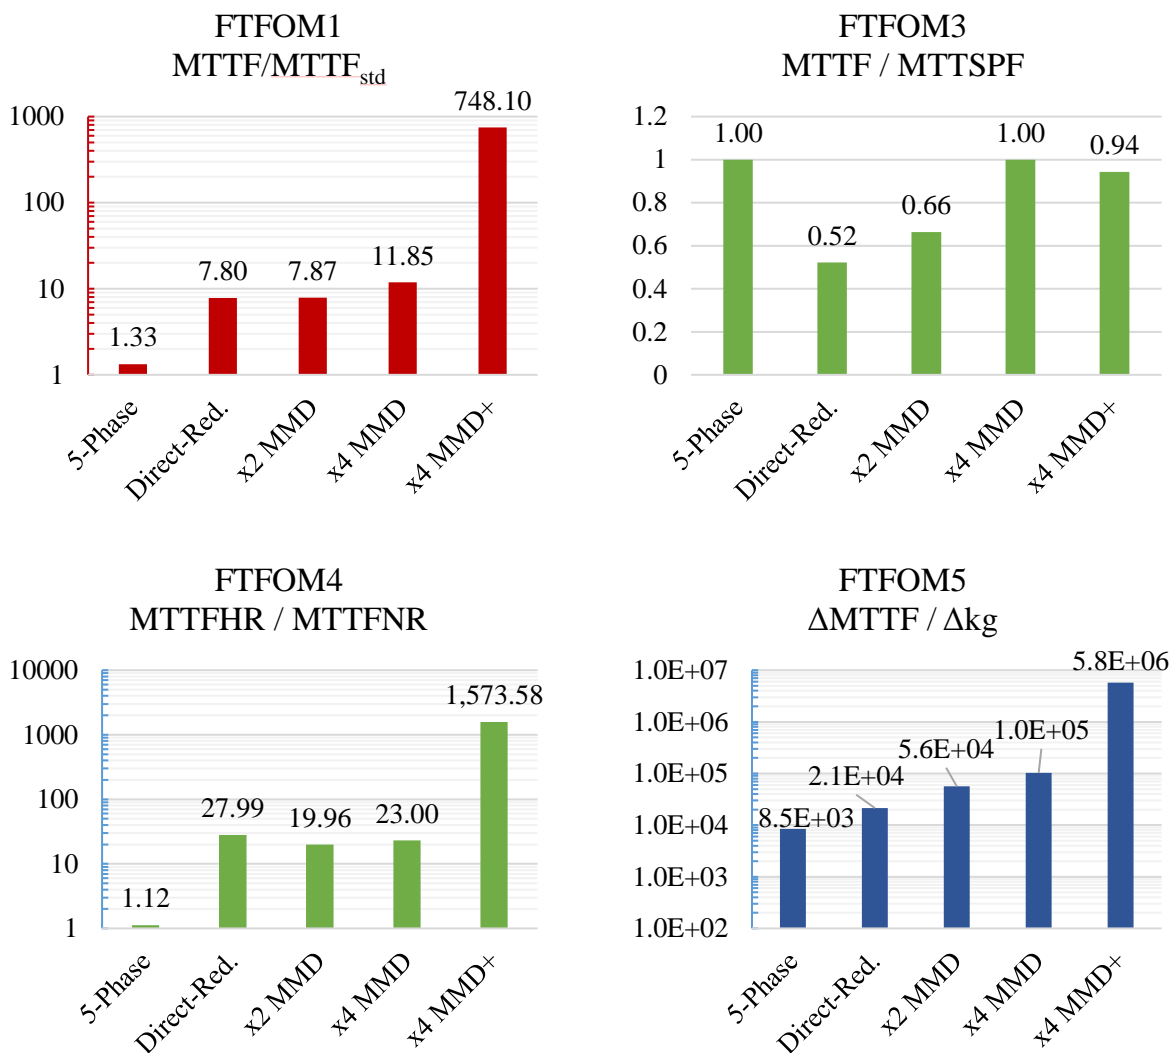 FTFOM1
MTTF/MTTFstd
1000
100
10
1
1.33
7.80
7.87
11.85
748.10
5-Phase
Direct-Red.
x2 MMD
x4 MMD
x4 MMD+
FTFOM3
MTTF / MTTSPF
1.2
1
0.8
0.6
0.4
0.2
0
1.00
0.52
0.66
1.00
0.94
5-Phase
Direct-Red.
x2 MMD
x4 MMD
x4 MMD+
FTFOM4
MTTFHR / MTTFNR
10000
1000
100
10
1
1.12
27.99
19.96
23.00
1,573.58
5-Phase
Direct-Red.
x2 MMD
x4 MMD
x4 MMD+
FTFOM5
ΔMTTF / Δkg
1.0E+07
1.0E+06
1.0E+05
1.0E+04
1.0E+03
1.0E+02
8.5E+03
2.1E+04
5.6E+04
1.0E+05
5.8E+06
5-Phase
Direct-Red.
x2 MMD
x4 MMD
x4 MMD+